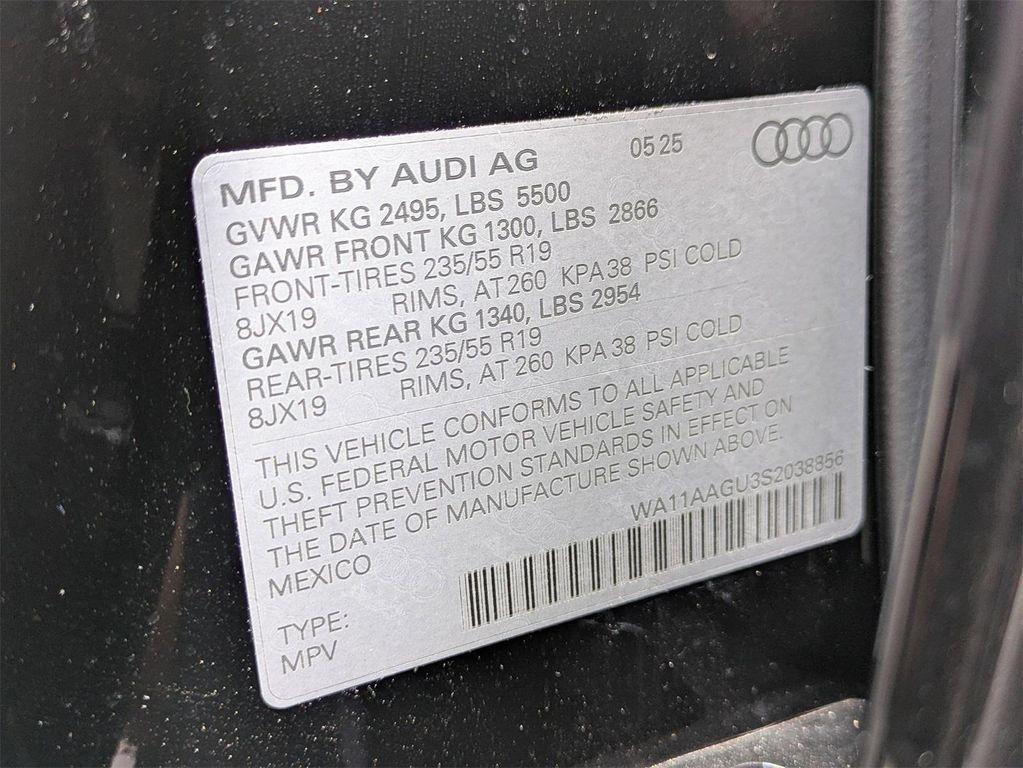 MFD. BY AUDI AG 05 25
GVWR KG 2495, LBS 5500
GAWR FRONT KG 1300, LBS 2866
FRONT-TIRES 235/55 R19
8JX19 RIMS, AT 260 KPA 38 PSI COLD
GAWR REAR KG 1340, LBS 2954
REAR-TIRES 235/55 R19
8JX19 RIMS, AT 260 KPA 38 PSI COLD
THIS VEHICLE CONFORMS TO ALL APPLICABLE
U.S. FEDERAL MOTOR VEHICLE SAFETY AND
THEFT PREVENTION STANDARDS IN EFFECT ON
THE DATE OF MANUFACTURE SHOWN ABOVE.
MEXICO WA11AAGU3S2038856
TYPE:
MPV